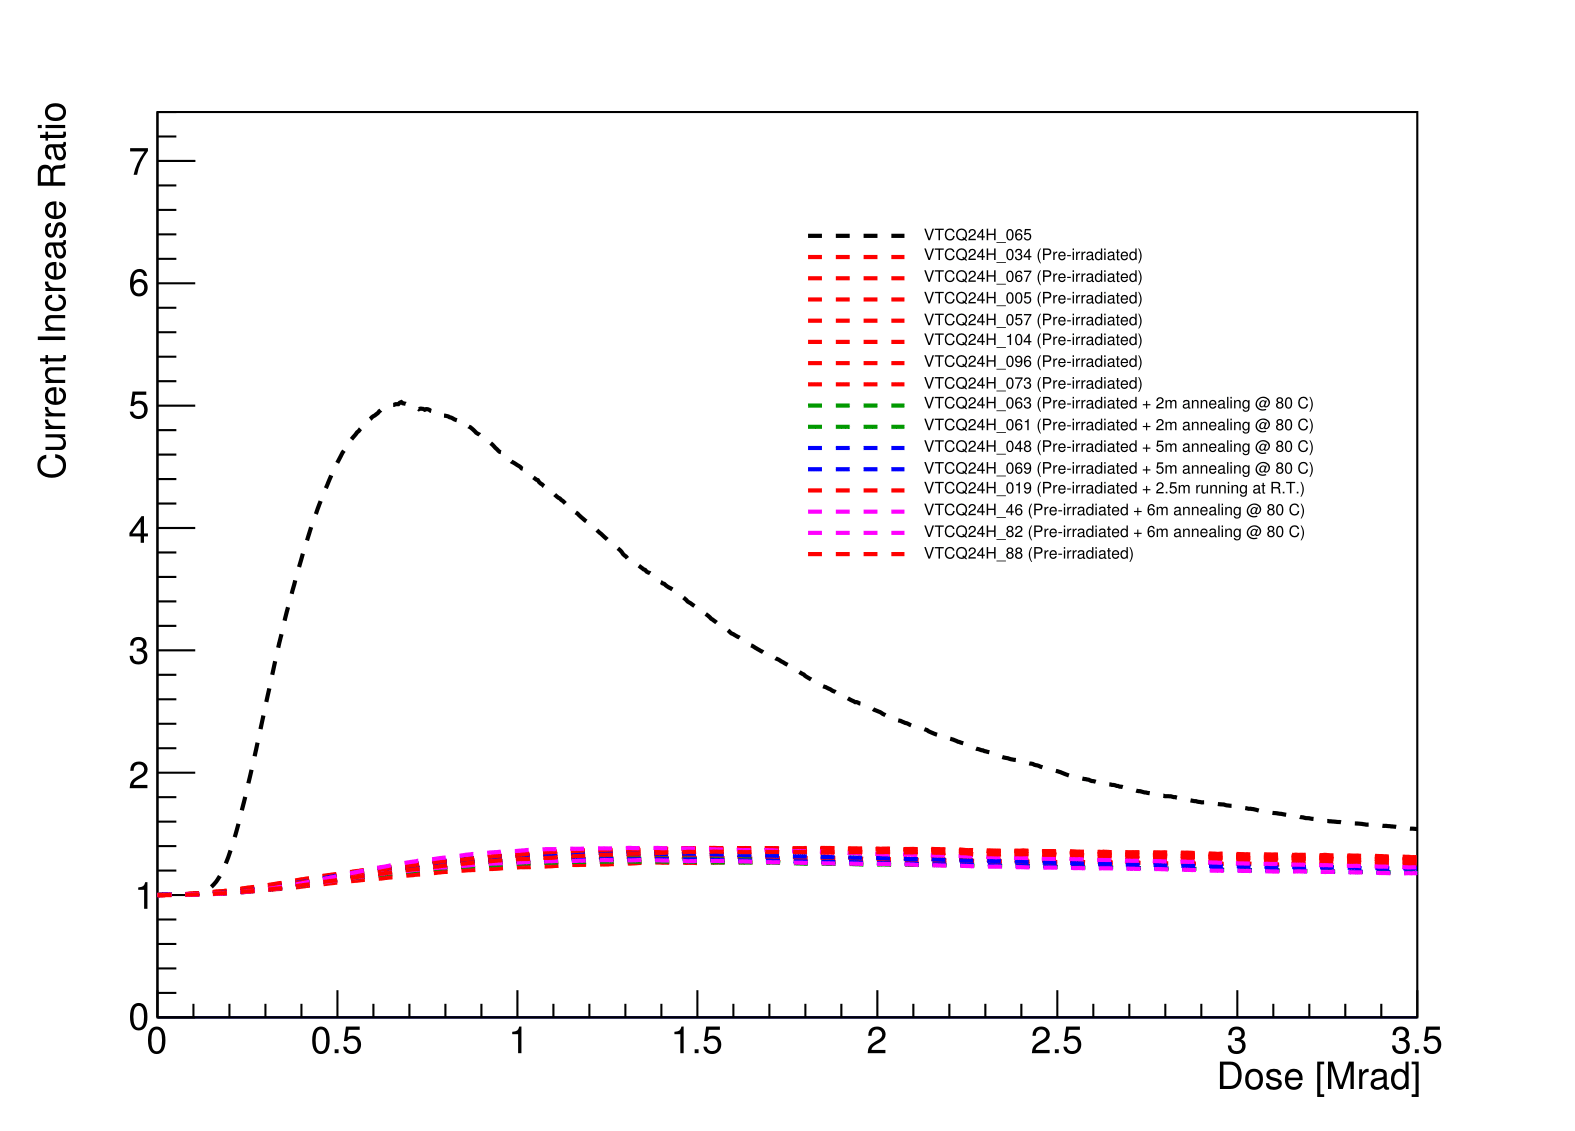 Current Increase Ratio
7
6
5
4
3
2
1
0
VTCQ24H_065
VTCQ24H_034 (Pre-irradiated)
VTCQ24H_067 (Pre-irradiated)
VTCQ24H_005 (Pre-irradiated)
VTCQ24H_057 (Pre-irradiated)
VTCQ24H_104 (Pre-irradiated)
VTCQ24H_096 (Pre-irradiated)
VTCQ24H_073 (Pre-irradiated)
VTCQ24H_063 (Pre-irradiated + 2m annealing @ 80 C)
VTCQ24H_061 (Pre-irradiated + 2m annealing @ 80 C)
VTCQ24H_048 (Pre-irradiated + 5m annealing @ 80 C)
VTCQ24H_069 (Pre-irradiated + 5m annealing @ 80 C)
VTCQ24H_019 (Pre-irradiated + 2.5m running at R.T.)
VTCQ24H_46 (Pre-irradiated + 6m annealing @ 80 C)
VTCQ24H_82 (Pre-irradiated + 6m annealing @ 80 C)
VTCQ24H_88 (Pre-irradiated)
0 0.5 1 1.5 2 2.5 3 3.5
Dose [Mrad]